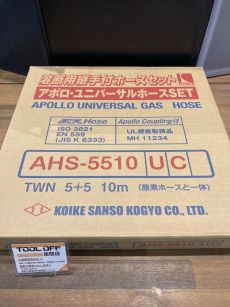 溶断用継手付ホースセット
アポロ・ユニバーサルホースSET
APOLLO UNIVERSAL GAS HOSE
Hose
Apollo Coupling
ISO 3821
EN 559
(JIS K 6333)
UL規格取得品
MH 11234
AHS-5510 UC
TWN 5+5 10m 〈酸素ホースと一体〉
KOIKE SANSO KOGYO CO., LTD.
TOOL OFF
AHS-5510